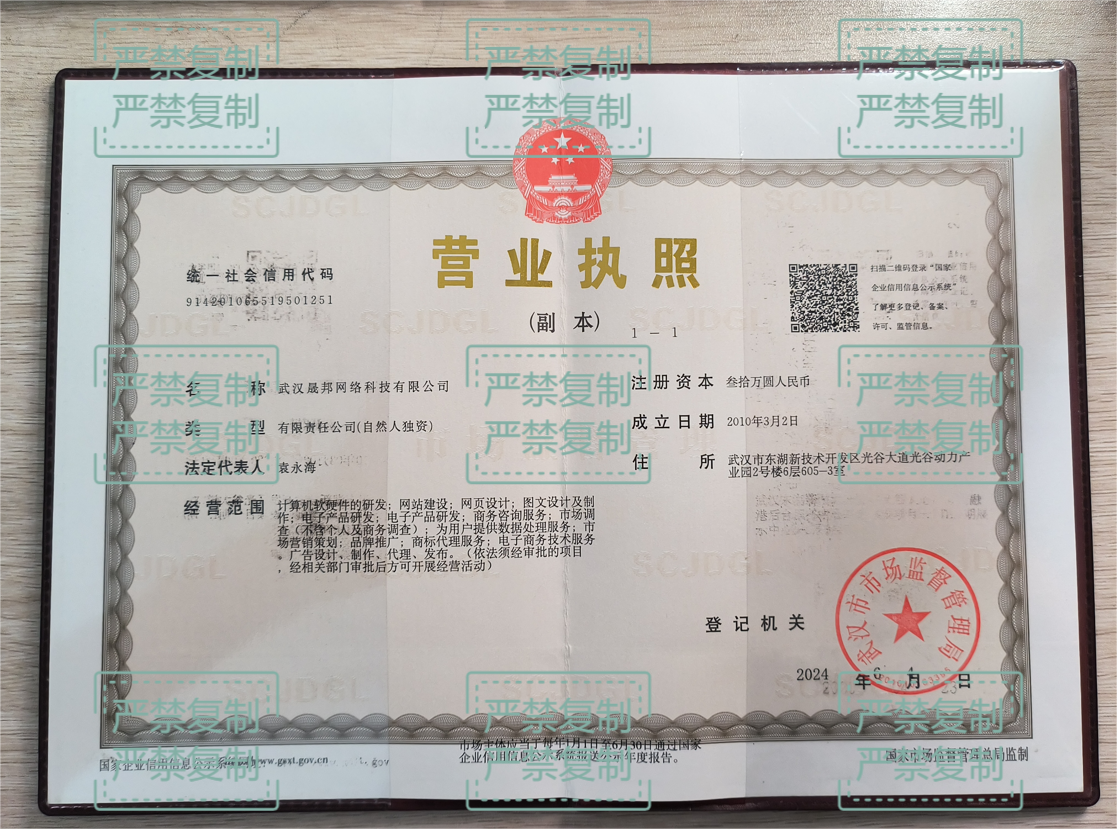 严禁复制 严禁复制 严禁复制
严禁复制 严禁复制 严禁复制
SCJDGL SCJDGL SCJDGL
营业执照
(副 本) 1-1
统一社会信用代码
扫描二维码登录“国家
企业信用信息公示系统”
了解更多登记、备案、
许可、监管信息。
SCJDGL SCJDGL SCJDGL
严禁复制 严禁复制 严禁复制
严禁复制 严禁复制 严禁复制
名 称 武汉晟邦网络科技有限公司
类 型 有限责任公司(自然人独资)
法定代表人 袁永海
经营范围 计算机软硬件的研发；网站建设；网页设计；图文设计及制
作；电子产品研发；电子产品研发；商务咨询服务；市场调
查（不含个人及商务调查）；为用户提供数据处理服务；市
场营销策划；品牌推广；商标代理服务；电子商务技术服务
。广告设计、制作、代理、发布。（依法须经审批的项目
，经相关部门审批后方可开展经营活动）
注册资本 叁拾万圆人民币
成立日期 2010年3月2日
住 所 武汉市东湖新技术开发区光谷大道光谷动力产
业园2号楼6层605—3室
SCJDGL SCJDGL
登记机关
武汉市市场监督管理局
2024 年 6 月 日
SCJDGL SCJDGL SCJDGL
严禁复制 严禁复制 严禁复制
严禁复制 严禁复制 严禁复制
国家企业信用信息公示系统 www.gsxt.gov.cn
市场主体应当于每年1月1日至6月30日通过国家
企业信用信息公示系统报送公示年度报告。
国家市场监督管理总局监制